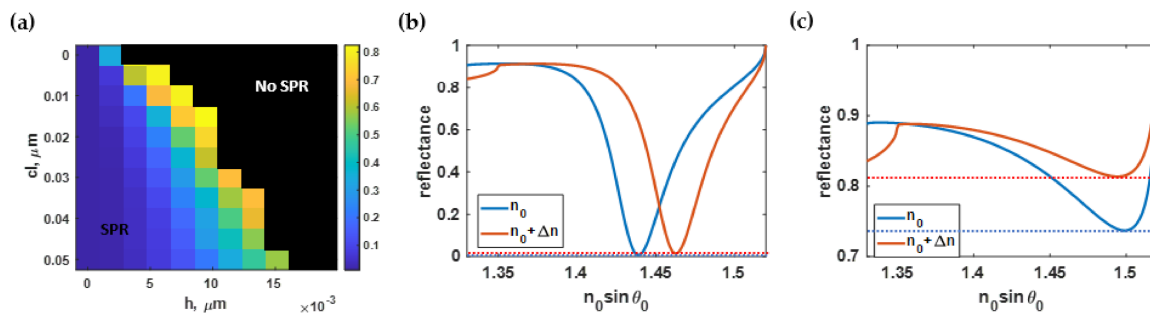 (a)
0
0.01
0.02
0.03
0.04
0.05
cl, μm
No SPR
SPR
0 5 10 15
h, μm
×10⁻³
0.8
0.7
0.6
0.5
0.4
0.3
0.2
0.1
(b)
1
0.8
0.6
0.4
0.2
0
reflectance
n₀
n₀+Δn
1.35 1.4 1.45 1.5
n₀sin θ₀
(c)
1
0.9
0.8
0.7
reflectance
n₀
n₀+Δn
1.35 1.4 1.45 1.5
n₀sin θ₀